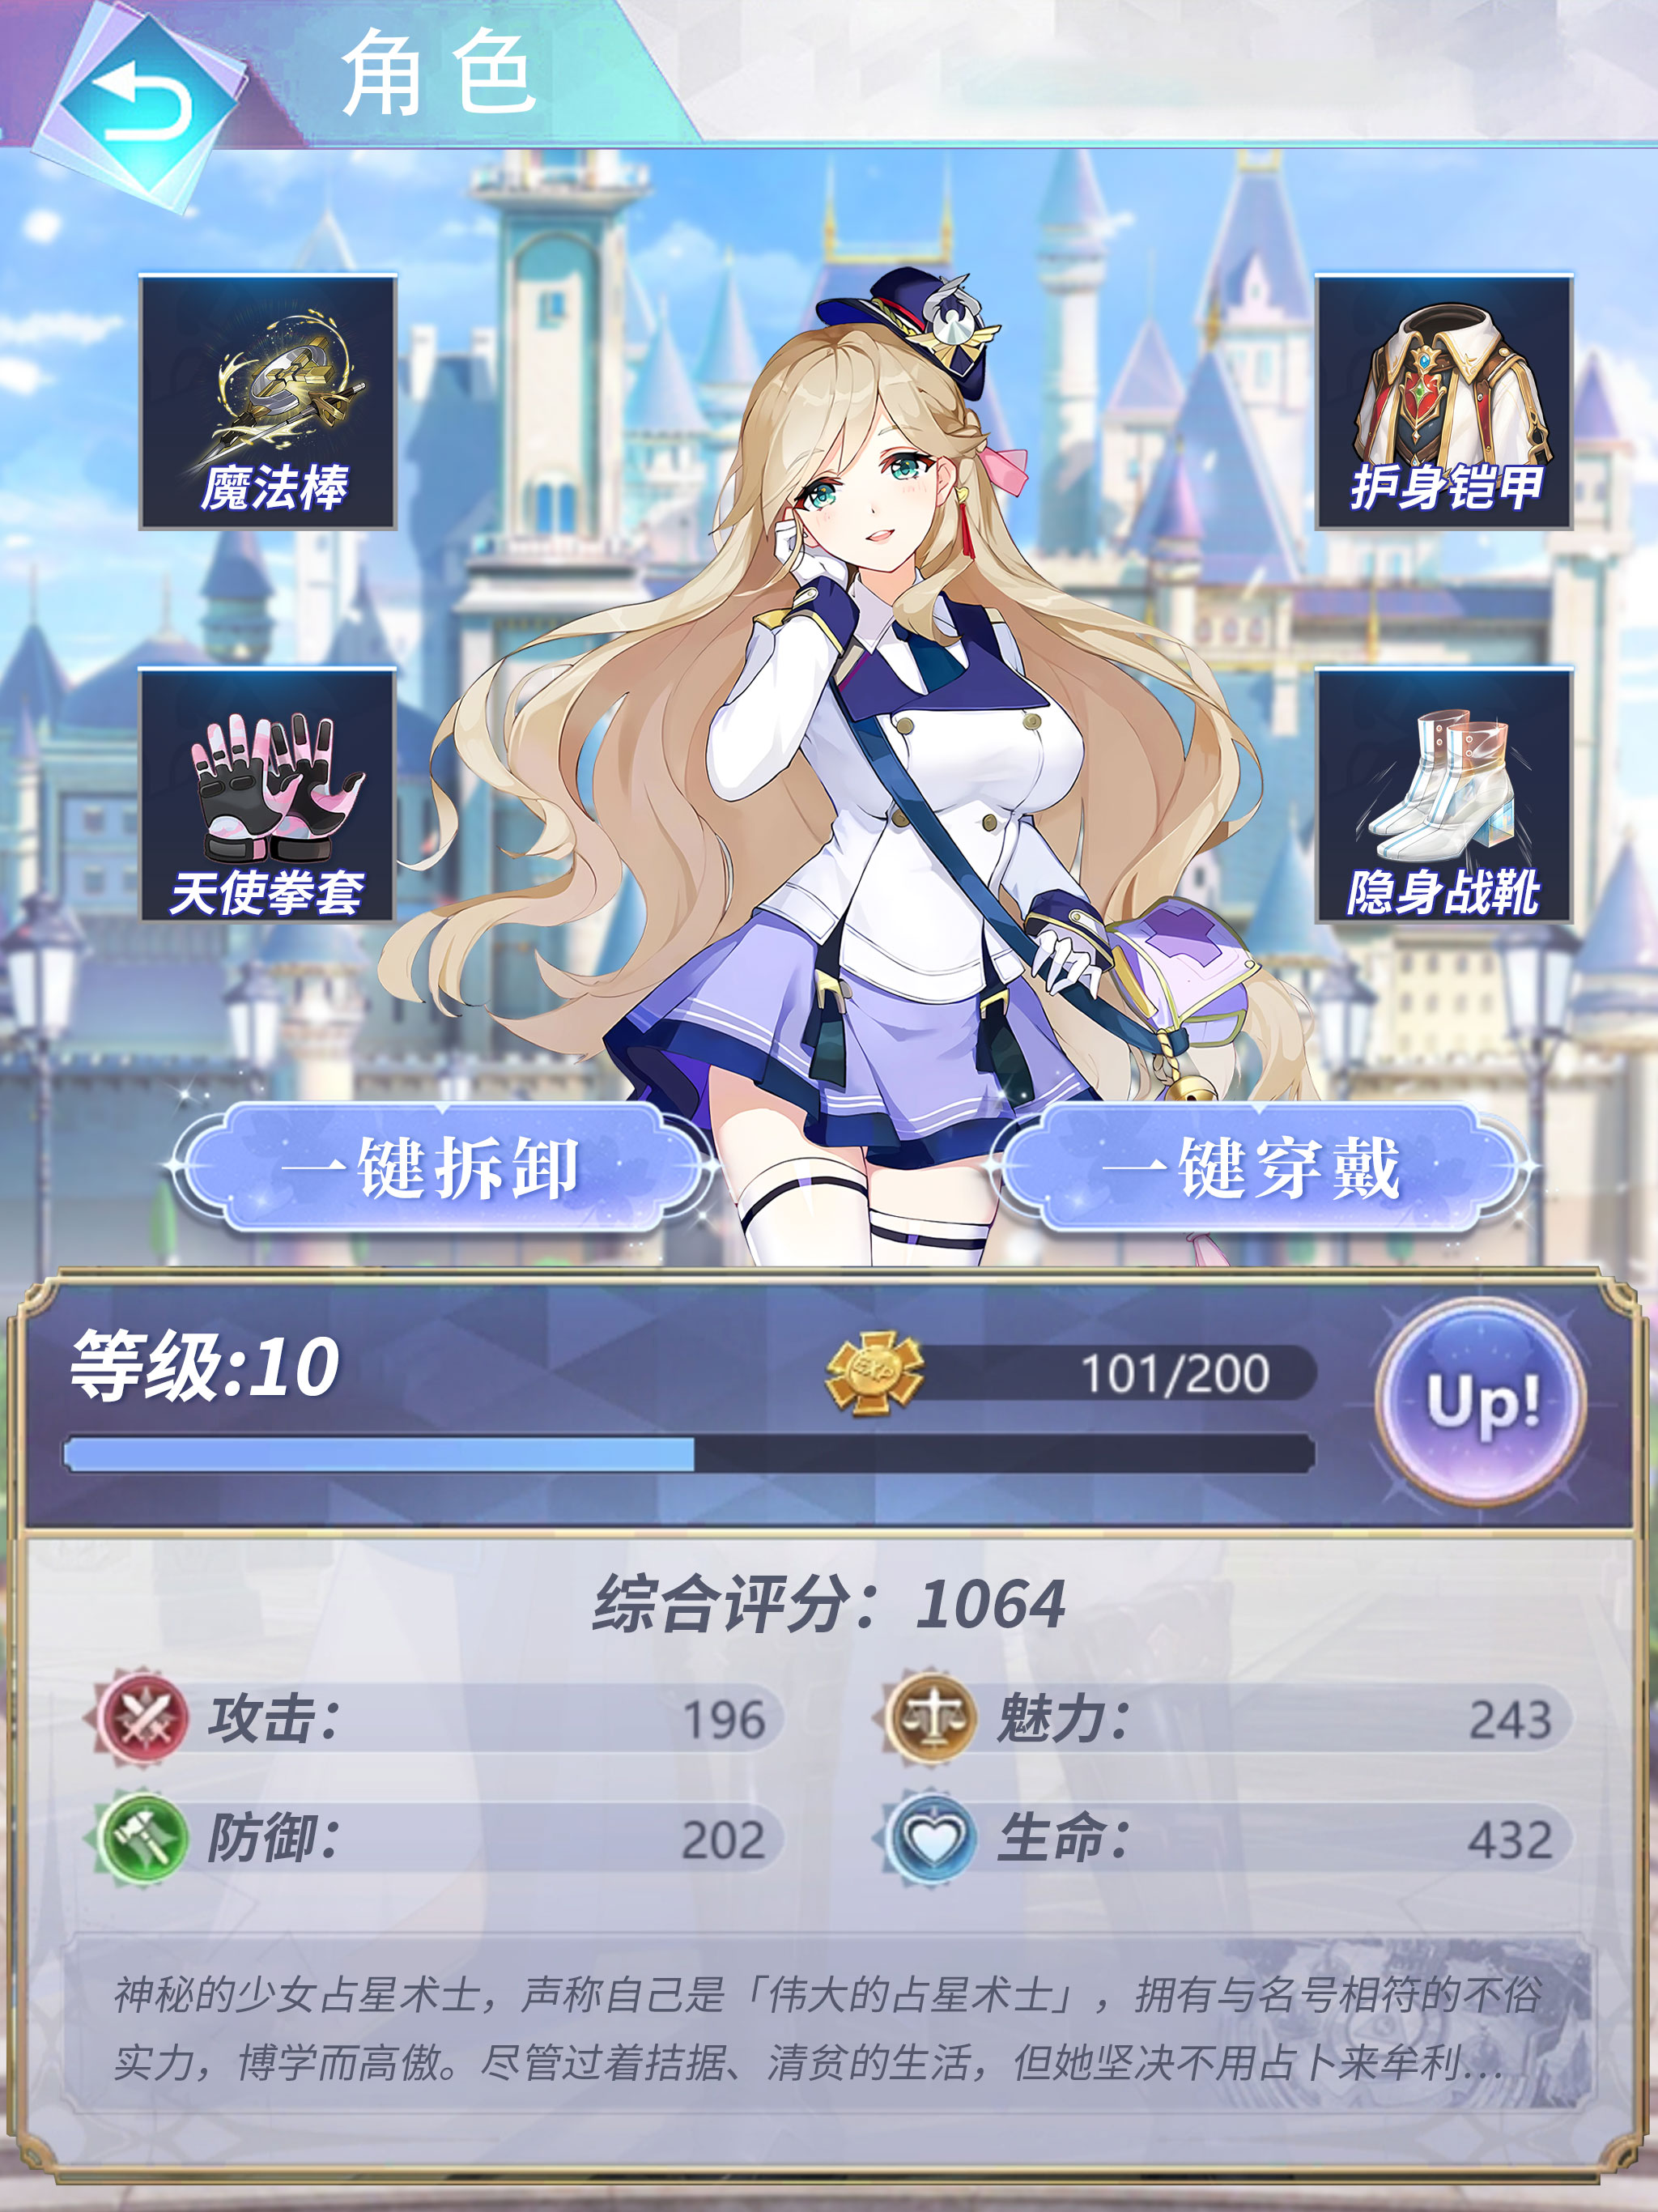 角色
魔法棒
护身铠甲
天使拳套
隐身战靴
一键拆卸
一键穿戴
等级:10
EXP
101/200
Up!
综合评分：1064
攻击：
196
魅力：
243
防御：
202
生命：
432
神秘的少女占星术士，声称自己是「伟大的占星术士」，拥有与名号相符的不俗
实力，博学而高傲。尽管过着拮据、清贫的生活，但她坚决不用占卜来牟利...